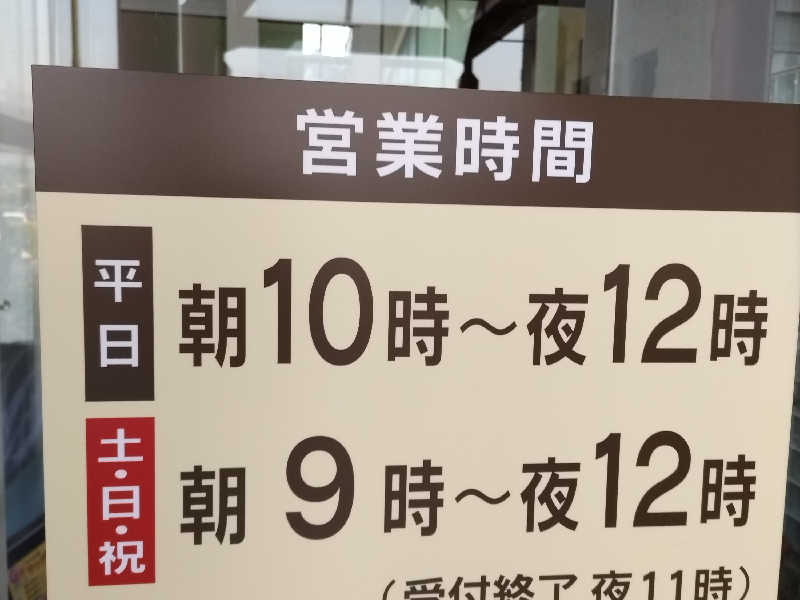 営業時間
平日 朝10時～夜12時
土・日・祝 朝9時～夜12時
（受付終了 夜11時）